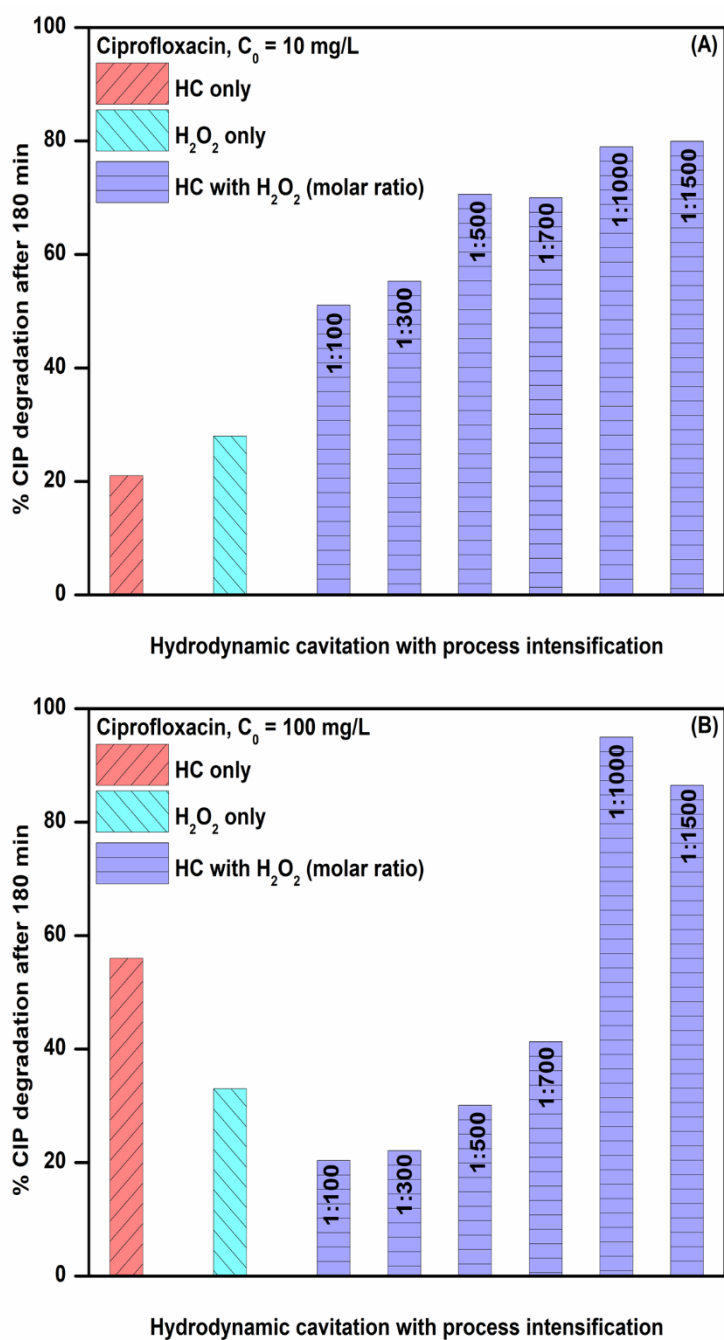 100
80
60
40
20
0
% CIP degradation after 180 min
Ciprofloxacin, C₀ = 10 mg/L
(A)
HC only
H₂O₂ only
HC with H₂O₂ (molar ratio)
1:100
1:300
1:500
1:700
1:1000
1:1500
Hydrodynamic cavitation with process intensification
100
80
60
40
20
0
% CIP degradation after 180 min
Ciprofloxacin, C₀ = 100 mg/L
(B)
HC only
H₂O₂ only
HC with H₂O₂ (molar ratio)
1:100
1:300
1:500
1:700
1:1000
1:1500
Hydrodynamic cavitation with process intensification